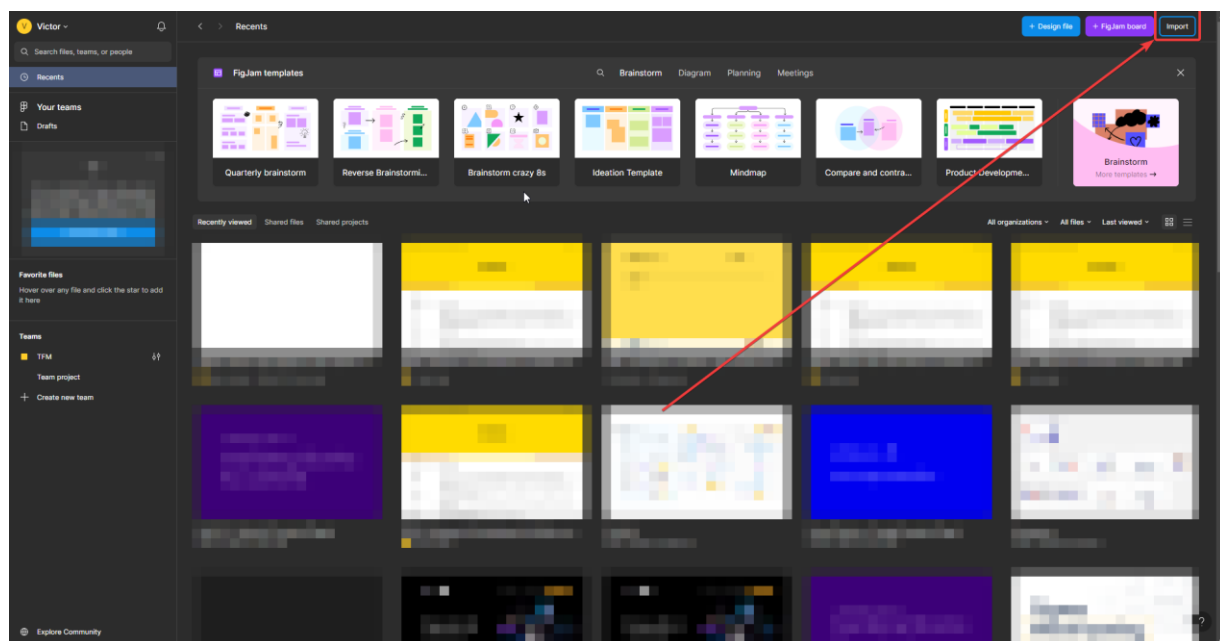 V Victor
Search files, teams, or people
Recents
Your teams
Drafts
Favorite files
Hover over any file and click the star to add
it here
Teams
TFM
Team project
Create new team
Explore Community
Recents
+ Design file
+ FigJam board
Import
FigJam templates
Brainstorm
Diagram
Planning
Meetings
Quarterly brainstorm
Reverse Brainstormi...
Brainstorm crazy 8s
Ideation Template
Mindmap
Compare and contra...
Product Developme...
Brainstorm
More templates →
Recently viewed
Shared files
Shared projects
All organizations
All files
Last viewed
?